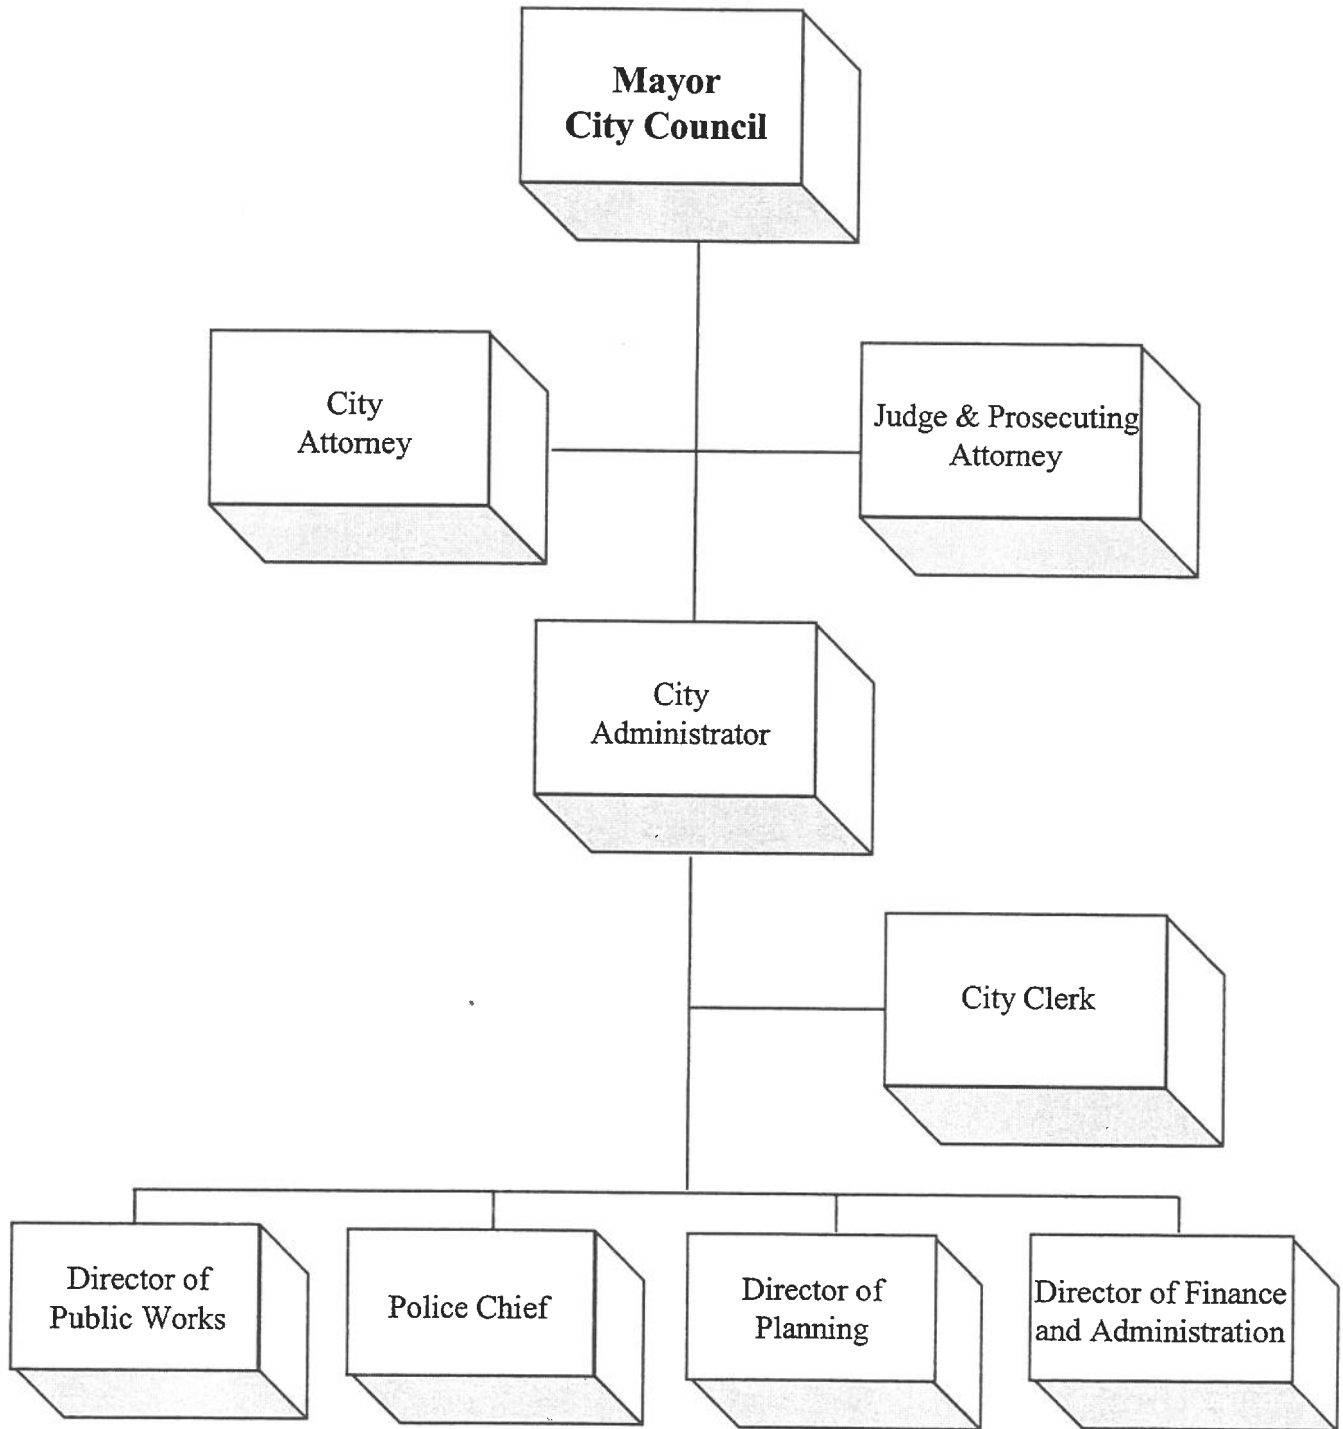 Mayor
City Council
City
Attorney
Judge & Prosecuting
Attorney
City
Administrator
City Clerk
Director of
Public Works
Police Chief
Director of
Planning
Director of Finance
and Administration